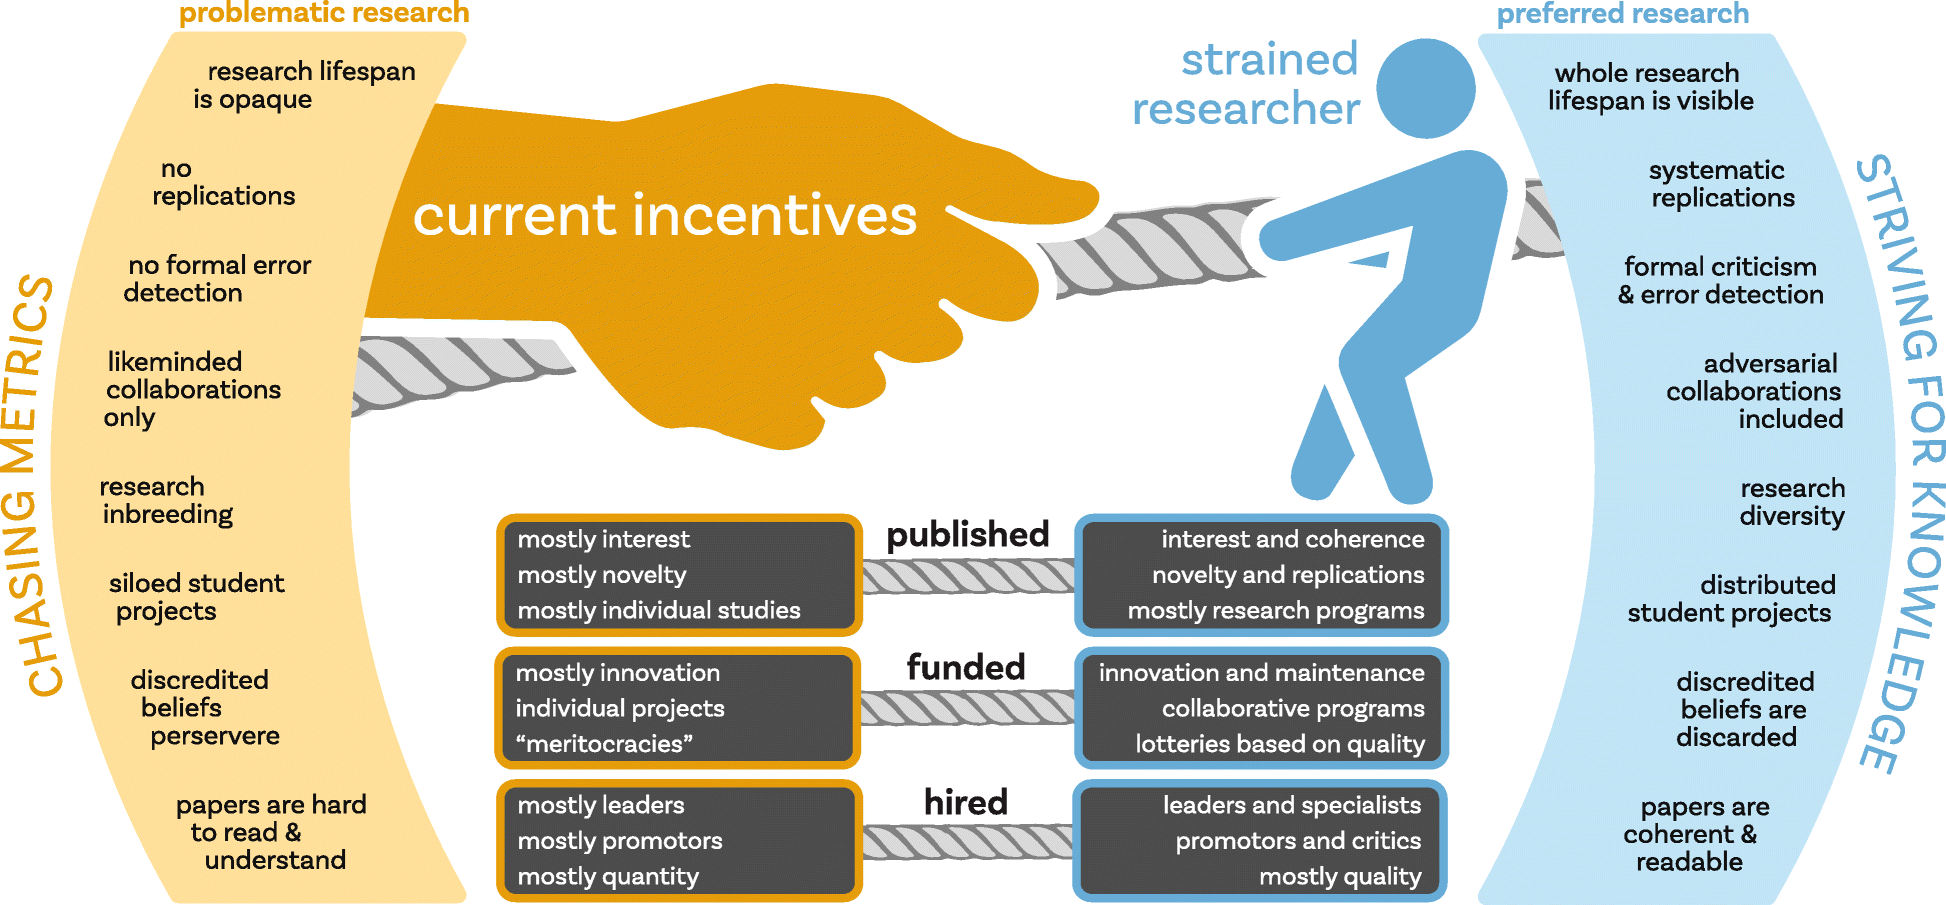 problematic research
research lifespan
is opaque
no
replications
no formal error
detection
likeminded
collaborations
only
research
inbreeding
siloed student
projects
discredited
beliefs
perservere
papers are hard
to read &
understand
CHASING METRICS
current incentives
strained
researcher
published
mostly interest
mostly novelty
mostly individual studies
interest and coherence
novelty and replications
mostly research programs
funded
mostly innovation
individual projects
“meritocracies”
innovation and maintenance
collaborative programs
lotteries based on quality
hired
mostly leaders
mostly promotors
mostly quantity
leaders and specialists
promotors and critics
mostly quality
preferred research
whole research
lifespan is visible
systematic
replications
formal criticism
& error detection
adversarial
collaborations
included
research
diversity
distributed
student projects
discredited
beliefs are
discarded
papers are
coherent &
readable
STRIVING FOR KNOWLEDGE